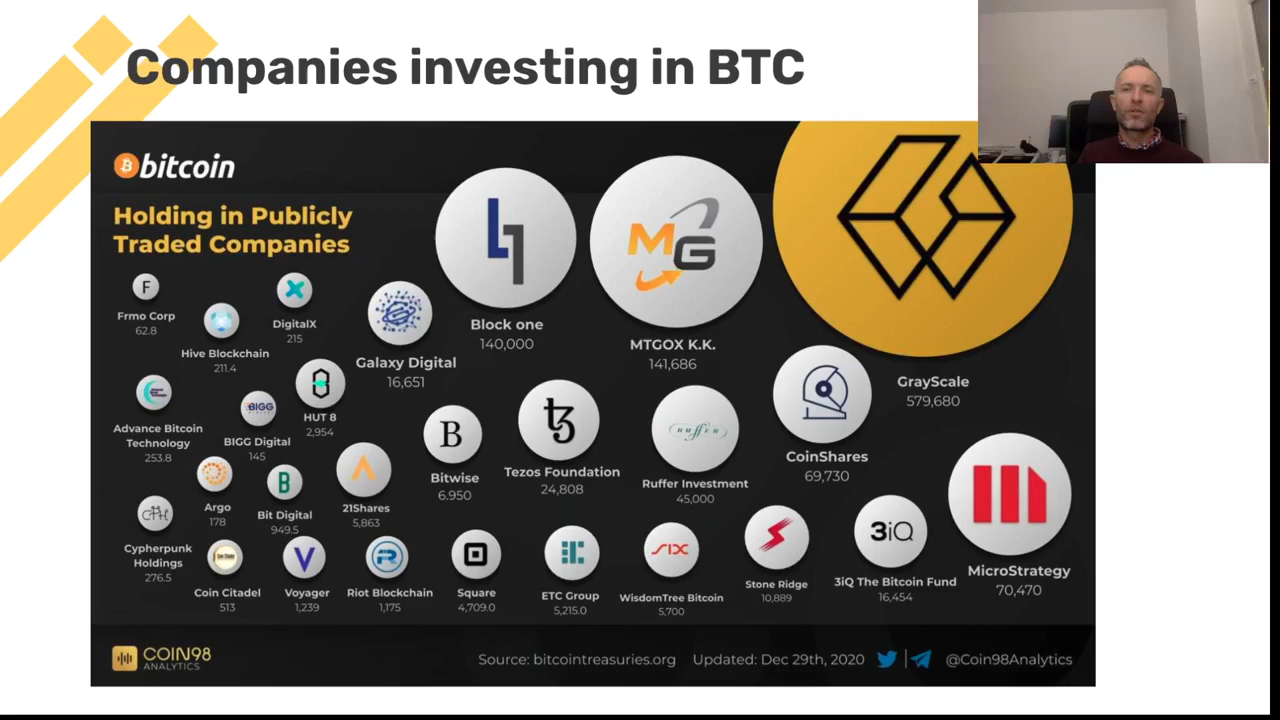 Companies investing in BTC
bitcoin
Holding in Publicly
Traded Companies
F
Frmo Corp
62.8
Hive Blockchain
211.4
DigitalX
215
Galaxy Digital
16,651
Block one
140,000
MG
MTGOX K.K.
141,686
GrayScale
579,680
Advance Bitcoin
Technology
253.8
BIGG
BIGG Digital
145
HUT 8
2,954
B
Bitwise
6.950
Tezos Foundation
24,808
ruffer
Ruffer Investment
45,000
CoinShares
69,730
Argo
178
B
Bit Digital
949.5
21Shares
5,863
MicroStrategy
70,470
Cypherpunk
Holdings
276.5
Coin Citadel
513
V
Voyager
1,239
R
Riot Blockchain
1,175
Square
4,709.0
ETC Group
5,215.0
SIX
WisdomTree Bitcoin
5,700
Stone Ridge
10,889
3iQ
3iQ The Bitcoin Fund
16,454
COIN98
ANALYTICS
Source: bitcointreasuries.org Updated: Dec 29th, 2020 @Coin98Analytics